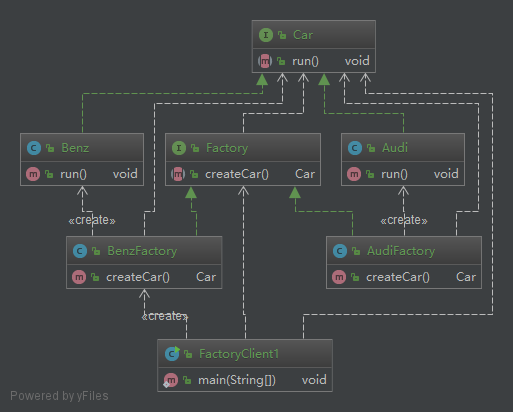 Car
run() void
Benz
run() void
Factory
createCar() Car
Audi
run() void
«create»
«create»
BenzFactory
createCar() Car
AudiFactory
createCar() Car
«create»
FactoryClient1
main(String[]) void
Powered by yFiles